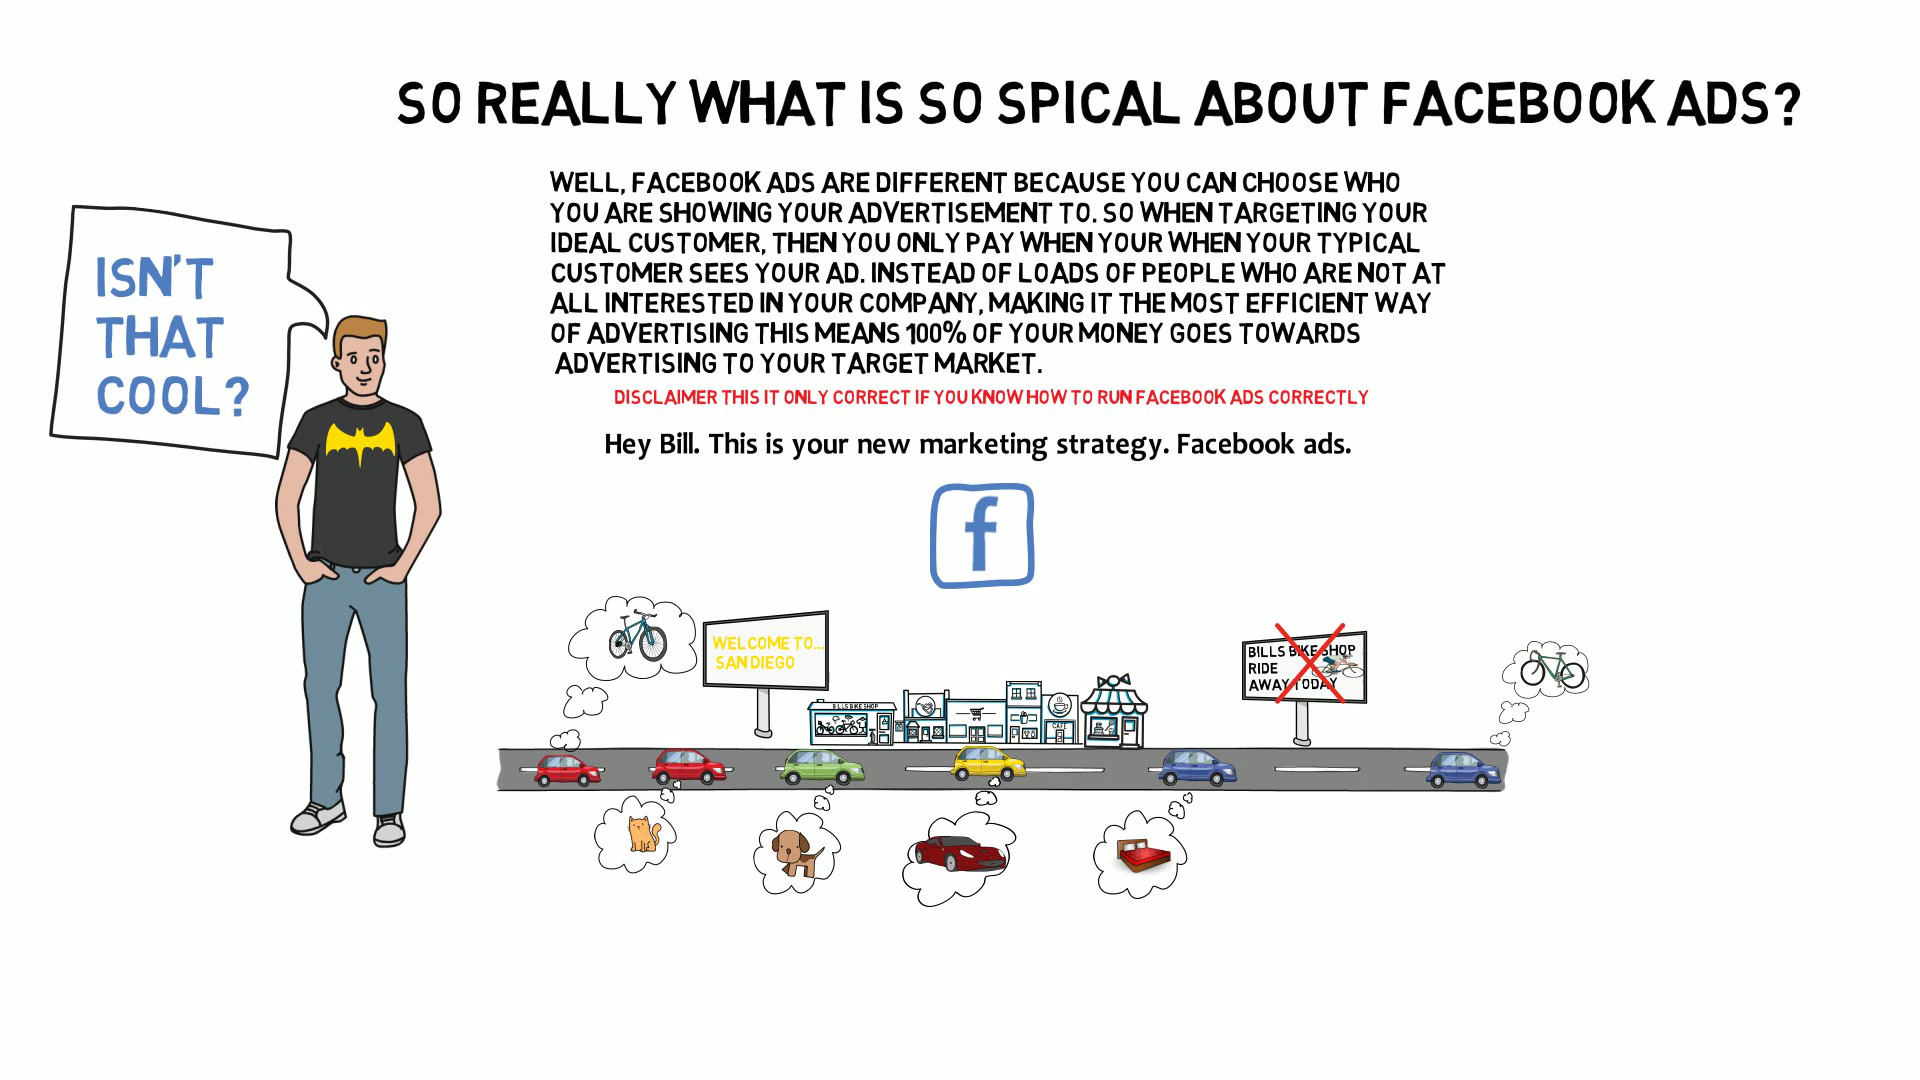 SO REALLY WHAT IS SO SPICAL ABOUT FACEBOOK ADS?
WELL, FACEBOOK ADS ARE DIFFERENT BECAUSE YOU CAN CHOOSE WHO
YOU ARE SHOWING YOUR ADVERTISEMENT TO. SO WHEN TARGETING YOUR
IDEAL CUSTOMER, THEN YOU ONLY PAY WHEN YOUR WHEN YOUR TYPICAL
CUSTOMER SEES YOUR AD. INSTEAD OF LOADS OF PEOPLE WHO ARE NOT AT
ALL INTERESTED IN YOUR COMPANY, MAKING IT THE MOST EFFICIENT WAY
OF ADVERTISING THIS MEANS 100% OF YOUR MONEY GOES TOWARDS
ADVERTISING TO YOUR TARGET MARKET.
DISCLAIMER THIS IT ONLY CORRECT IF YOU KNOW HOW TO RUN FACEBOOK ADS CORRECTLY
Hey Bill. This is your new marketing strategy. Facebook ads.
ISN'T
THAT
COOL?
f
WELCOME TO...
SAN DIEGO
BILLS BIKE SHOP
RIDE
AWAY TODAY
BILLS BIKE SHOP
CAFE